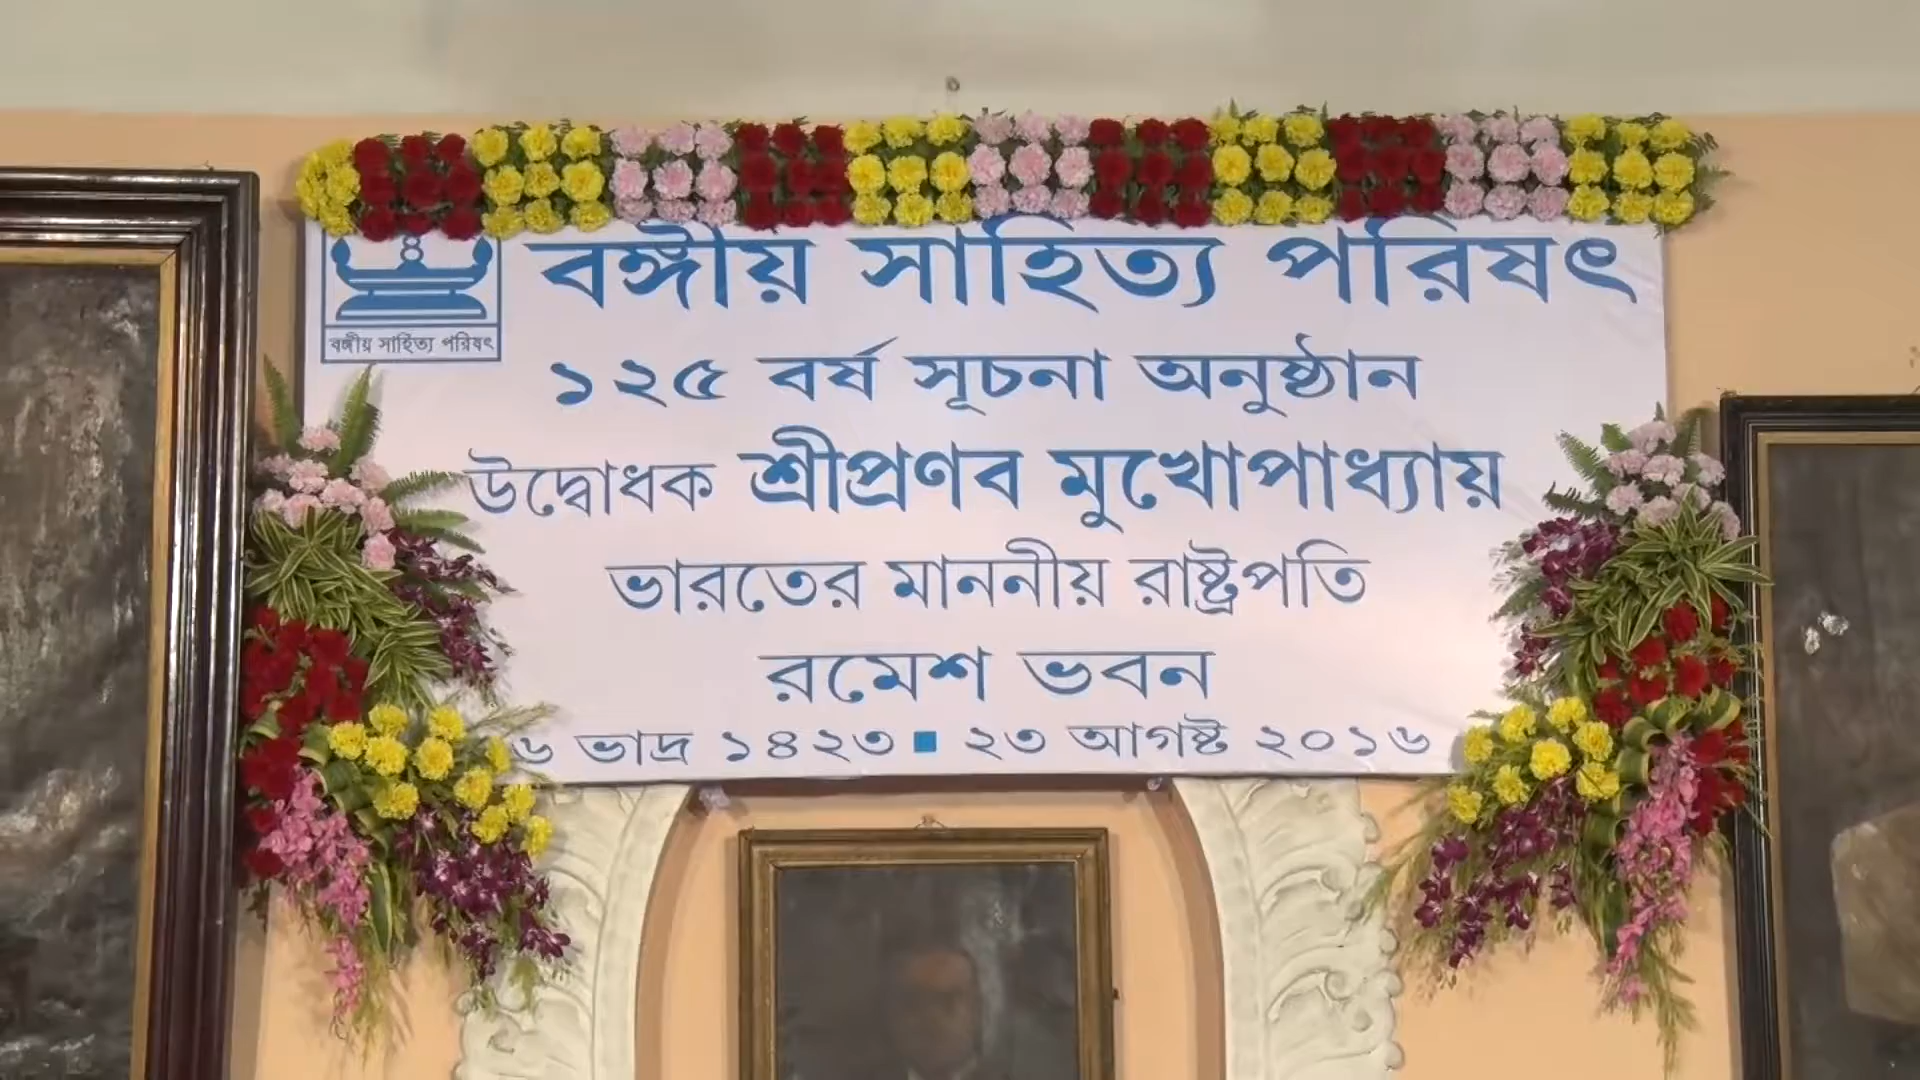 বঙ্গীয় সাহিত্য পরিষৎ
বঙ্গীয় সাহিত্য পরিষৎ
১২৫ বর্ষ সূচনা অনুষ্ঠান
উদ্বোধক শ্রীপ্রণব মুখোপাধ্যায়
ভারতের মাননীয় রাষ্ট্রপতি
রমেশ ভবন
৬ ভাদ্র ১৪২৩ ■ ২৩ আগষ্ট ২০১৬